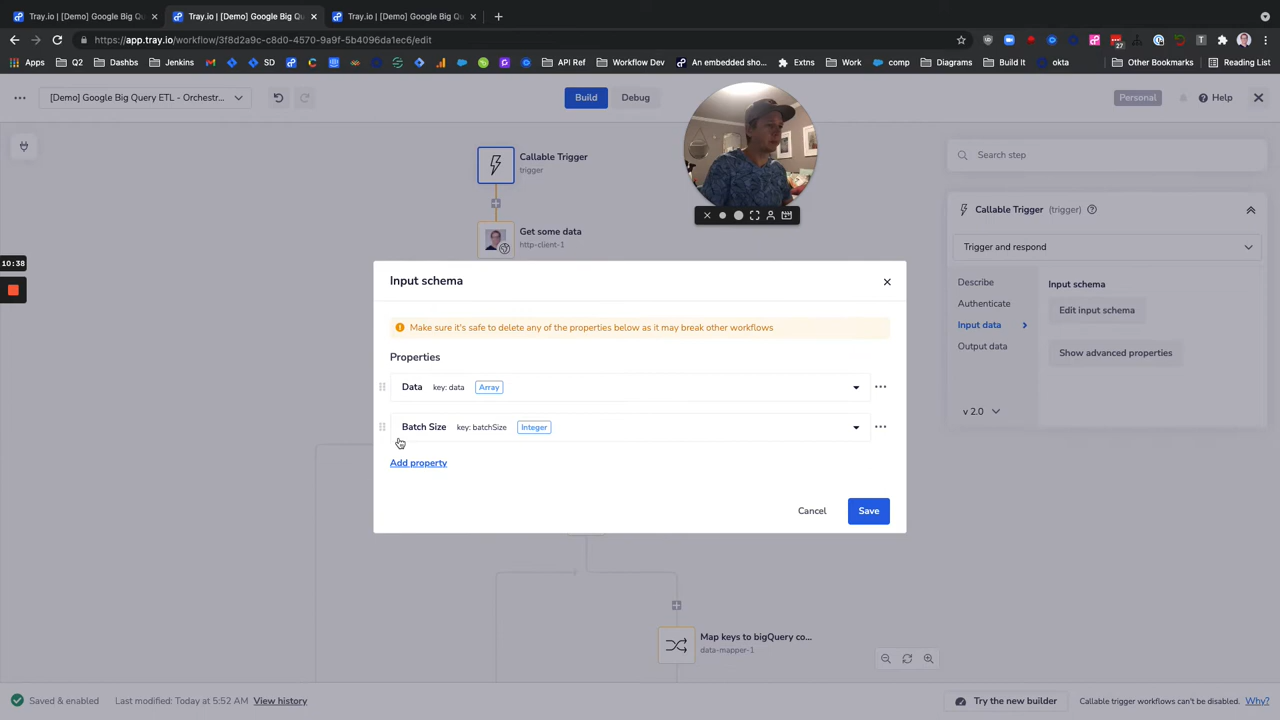 Tray.io | [Demo] Google Big Qu
Tray.io | [Demo] Google Big Qu
Tray.io | [Demo] Google Big Qu
https://app.tray.io/workflow/3f8d2a9c-c8d0-4570-9a9f-5b4096da1ec6/edit
27
Apps
Q2
Dashbs
Jenkins
API Ref
Workflow Dev
An embedded sho...
Extns
Work
comp
Diagrams
Build It
okta
Other Bookmarks
Reading List
[Demo] Google Big Query ETL - Orchestr...
Build
Debug
Personal
Help
Callable Trigger
trigger
Get some data
http-client-1
Search step
Callable Trigger (trigger)
Trigger and respond
Describe
Authenticate
Input data
Output data
v 2.0
Input schema
Edit input schema
Show advanced properties
10:38
Input schema
Make sure it's safe to delete any of the properties below as it may break other workflows
Properties
Data key: data Array
Batch Size key: batchSize Integer
Add property
Cancel
Save
Map keys to bigQuery co...
data-mapper-1
Saved & enabled
Last modified: Today at 5:52 AM
View history
Try the new builder
Callable trigger workflows can't be disabled. Why?